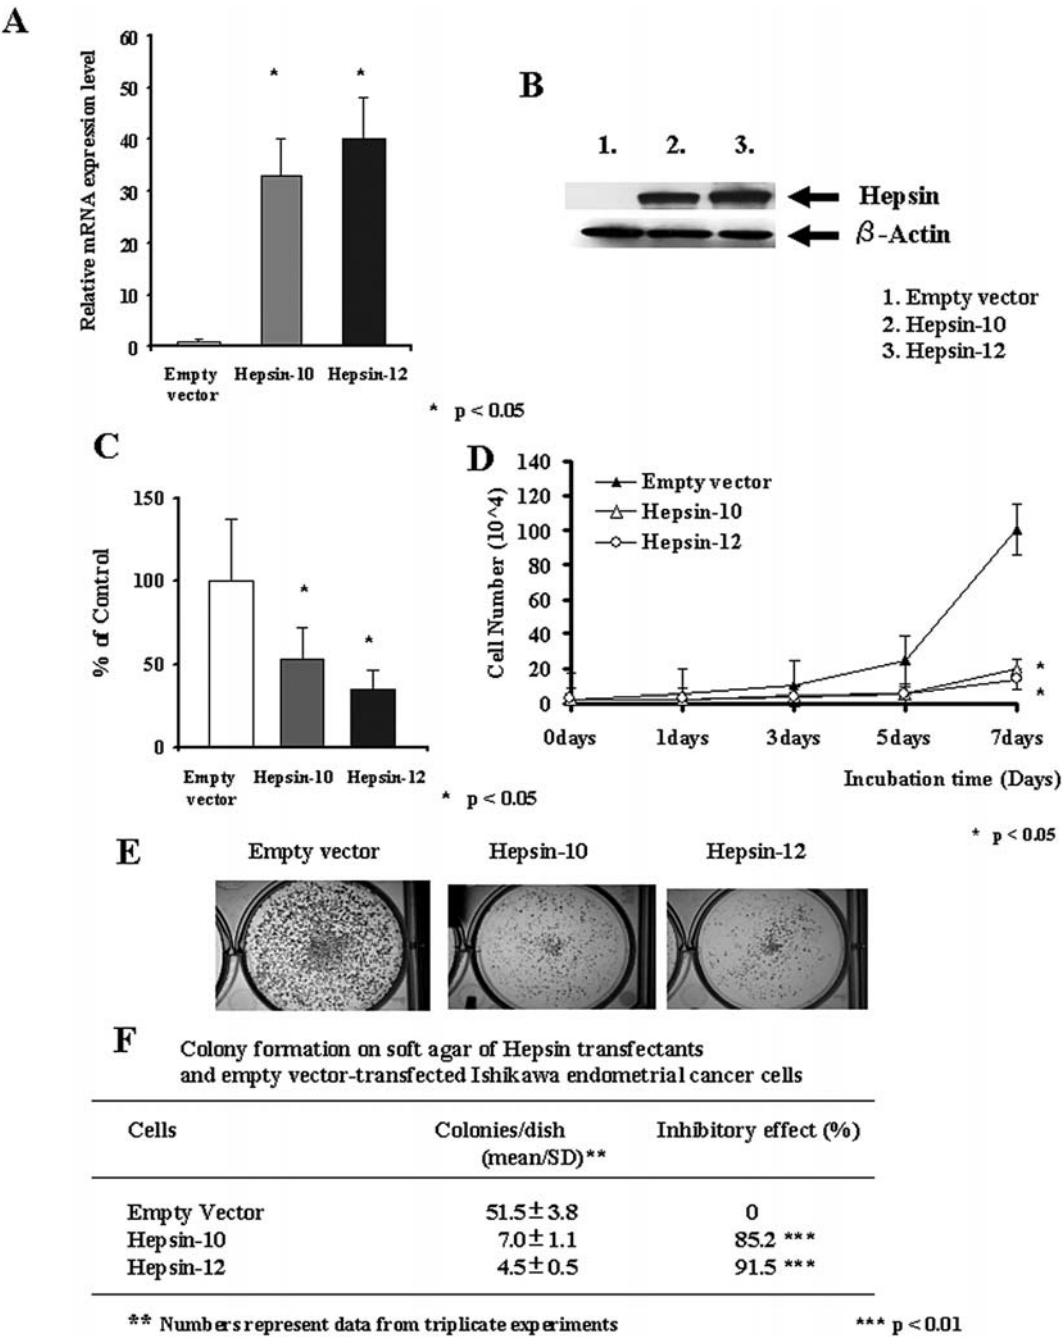 A
Relative mRNA expression level
60
50
40
30
20
10
0
*
*
Empty vector
Hepsin-10
Hepsin-12
* p < 0.05
B
1. 2. 3.
Hepsin
β-Actin
1. Empty vector
2. Hepsin-10
3. Hepsin-12
C
% of Control
150
100
50
0
*
*
Empty vector
Hepsin-10
Hepsin-12
* p < 0.05
D
Cell Number (10^4)
140
120
100
80
60
40
20
0
Empty vector
Hepsin-10
Hepsin-12
*
*
0days 1days 3days 5days 7days
Incubation time (Days)
* p < 0.05
E
Empty vector Hepsin-10 Hepsin-12
F
Colony formation on soft agar of Hepsin transfectants
and empty vector-transfected Ishikawa endometrial cancer cells
Cells Colonies/dish Inhibitory effect (%)
(mean/SD)**
Empty Vector 51.5±3.8 0
Hepsin-10 7.0±1.1 85.2 ***
Hepsin-12 4.5±0.5 91.5 ***
** Numbers represent data from triplicate experiments *** p < 0.01